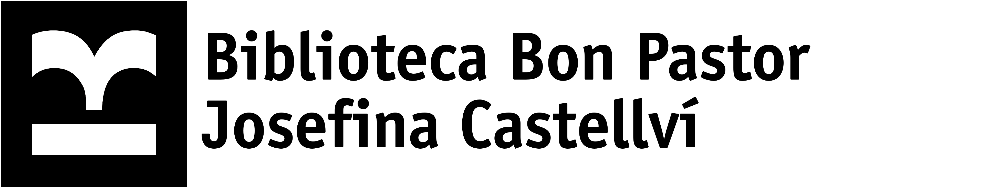 Biblioteca Bon Pastor
Josefina Castellví